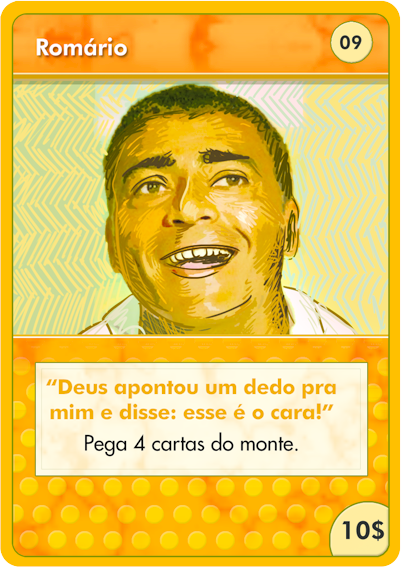 Romário
09
“Deus apontou um dedo pra
mim e disse: esse é o cara!”
Pega 4 cartas do monte.
10$